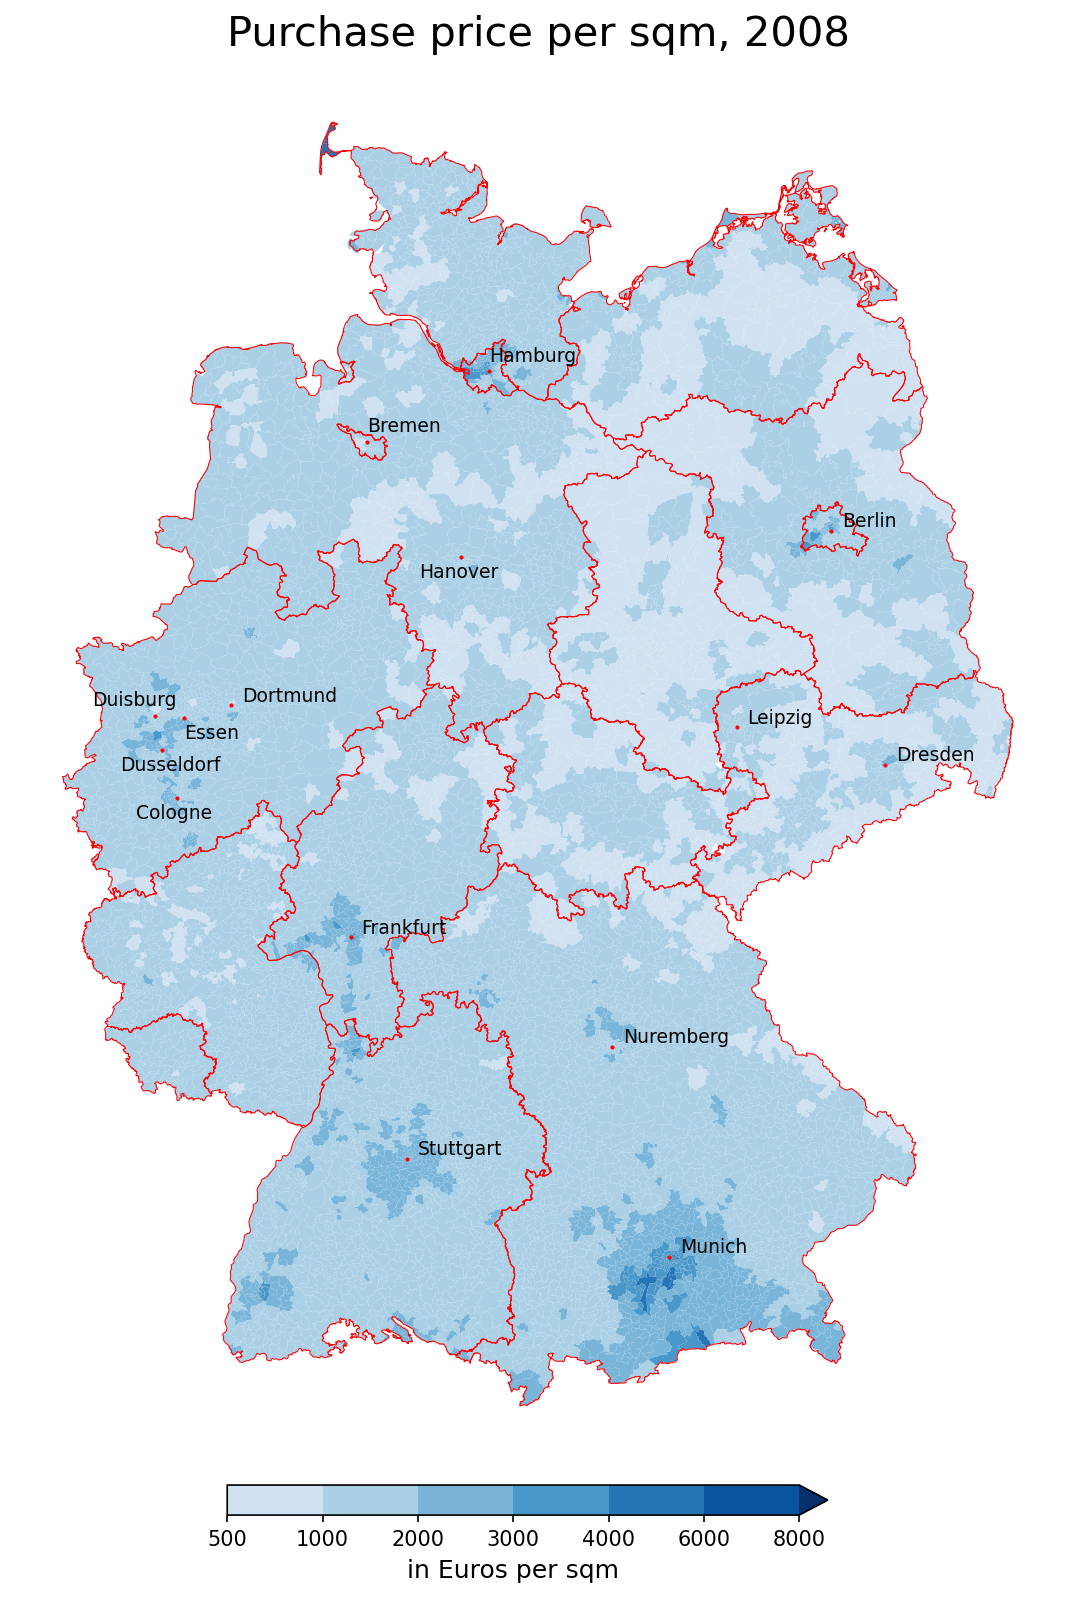 Purchase price per sqm, 2008
Hamburg
Bremen
Berlin
Hanover
Duisburg
Dortmund
Essen
Leipzig
Dusseldorf
Dresden
Cologne
Frankfurt
Nuremberg
Stuttgart
Munich
500 1000 2000 3000 4000 6000 8000
in Euros per sqm